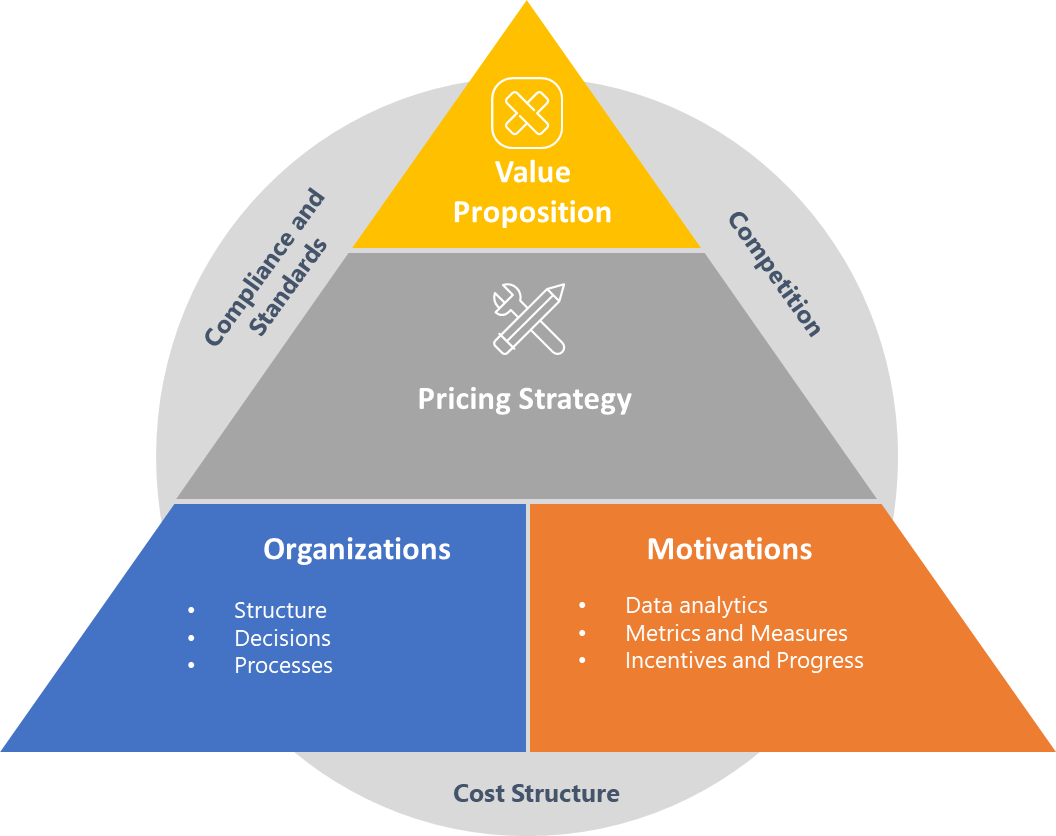 Value
Proposition
Compliance and
Standards
Competition
Pricing Strategy
Organizations
• Structure
• Decisions
• Processes
Motivations
• Data analytics
• Metrics and Measures
• Incentives and Progress
Cost Structure